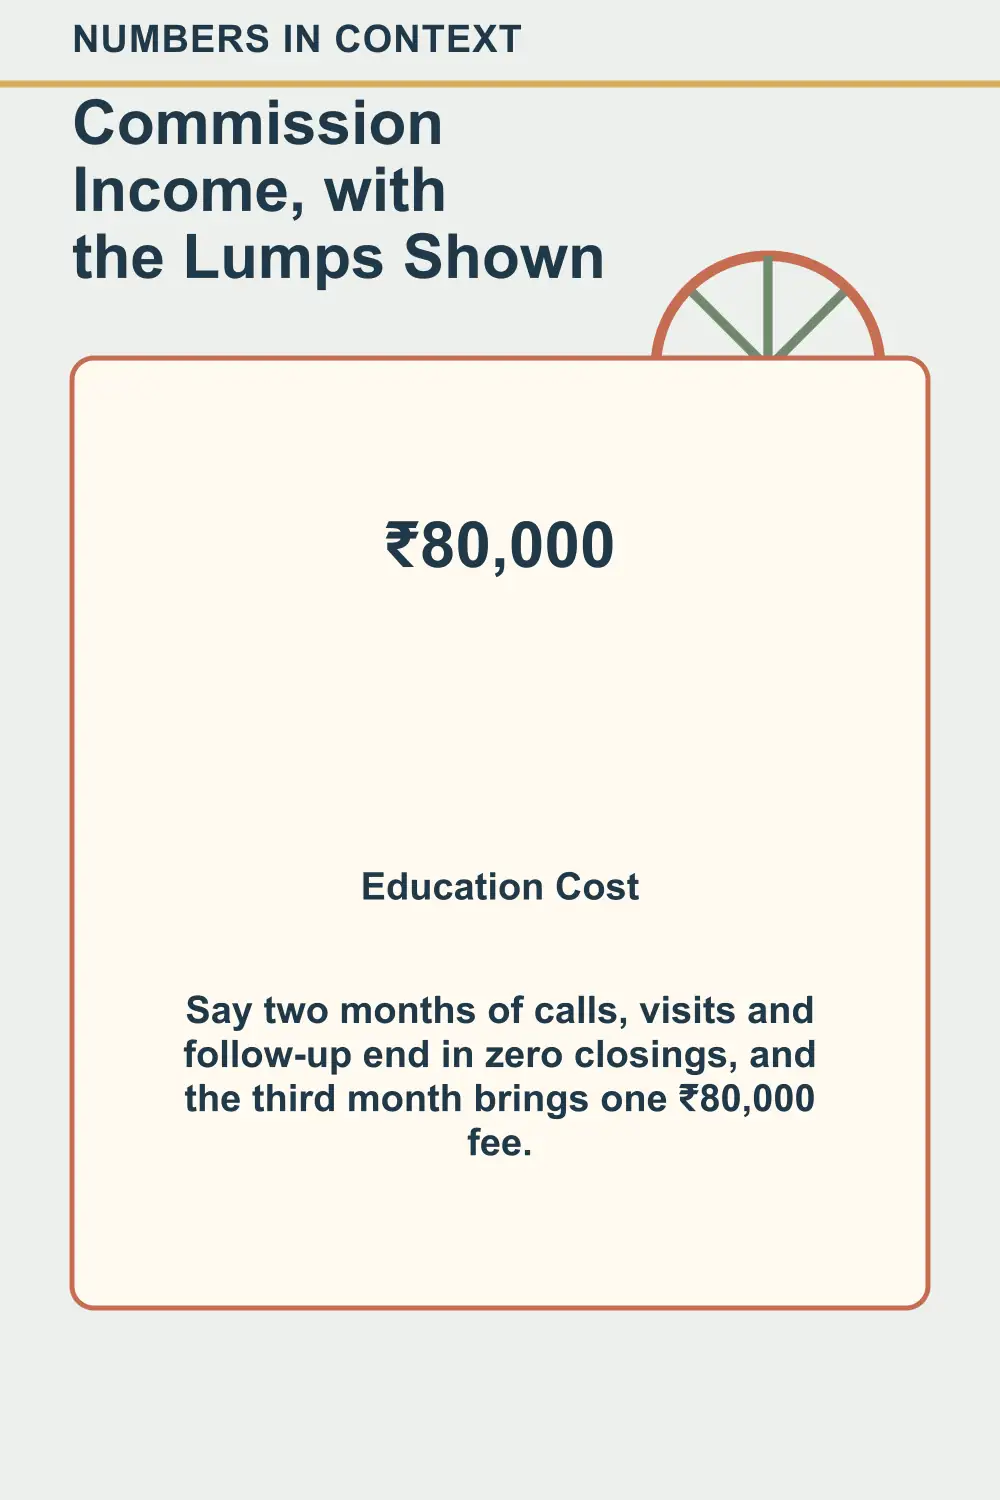 NUMBERS IN CONTEXT
Commission
Income, with
the Lumps Shown
₹80,000
Education Cost
Say two months of calls, visits and
follow-up end in zero closings, and
the third month brings one ₹80,000
fee.